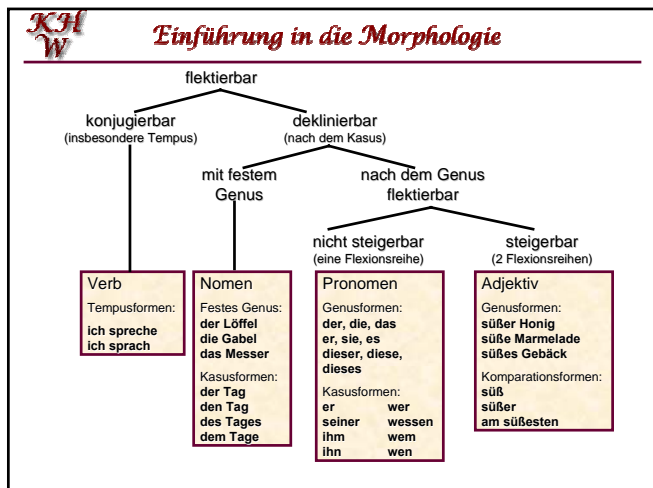 KH
W
Einführung in die Morphologie
flektierbar
konjugierbar
(insbesondere Tempus)
deklinierbar
(nach dem Kasus)
mit festem
Genus
nach dem Genus
flektierbar
nicht steigerbar
(eine Flexionsreihe)
steigerbar
(2 Flexionsreihen)
Verb
Tempusformen:
ich spreche
ich sprach
Nomen
Festes Genus:
der Löffel
die Gabel
das Messer
Kasusformen:
der Tag
den Tag
des Tages
dem Tage
Pronomen
Genusformen:
der, die, das
er, sie, es
dieser, diese,
dieses
Kasusformen:
er wer
seiner wessen
ihm wem
ihn wen
Adjektiv
Genusformen:
süßer Honig
süße Marmelade
süßes Gebäck
Komparationsformen:
süß
süßer
am süßesten